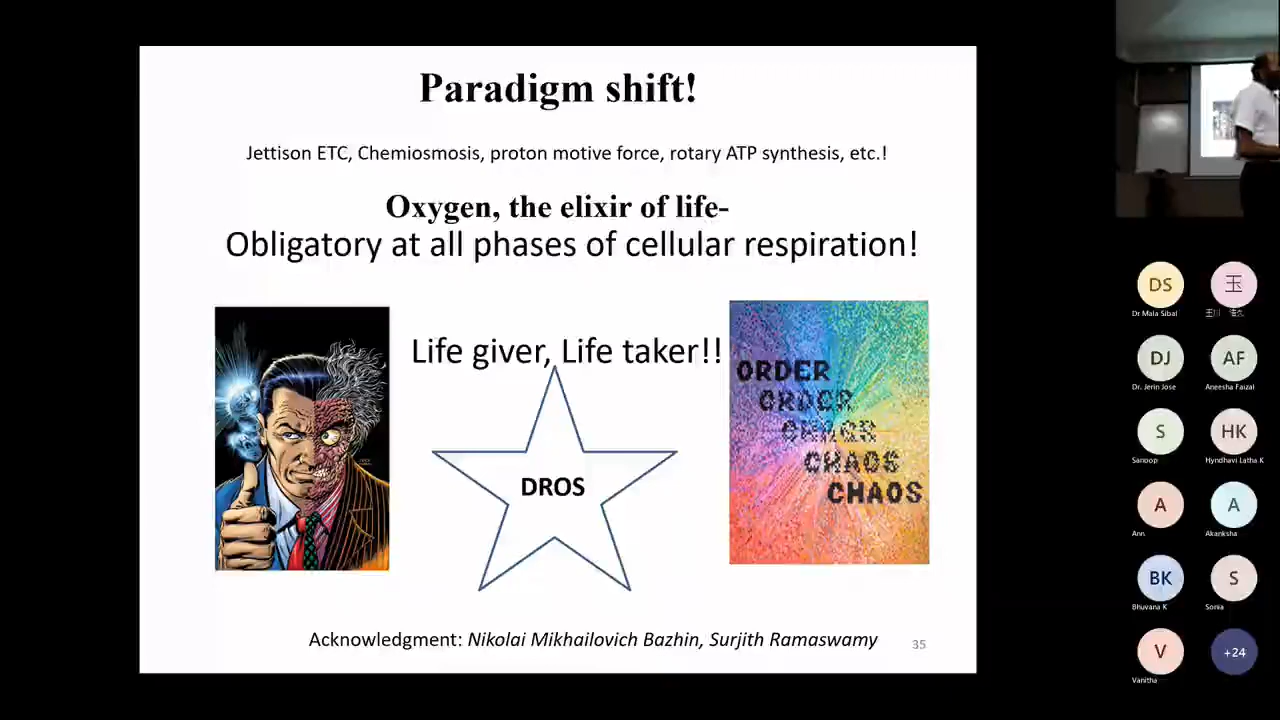 Paradigm shift!
Jettison ETC, Chemiosmosis, proton motive force, rotary ATP synthesis, etc.!
Oxygen, the elixir of life-
Obligatory at all phases of cellular respiration!
Life giver, Life taker!!
ORDER
ORDER
CHAOS
CHAOS
DROS
Acknowledgment: Nikolai Mikhailovich Bazhin, Surjith Ramaswamy
35
DS
Dr Mala Sibal
玉
DJ
Dr. Jerin Jose
AF
Aneesha Faizal
S
Sanoop
HK
Hyndhavi Latha K
A
Ann
A
Akanksha
BK
Bhuvana K
S
Sonia
V
Vanitha
+24